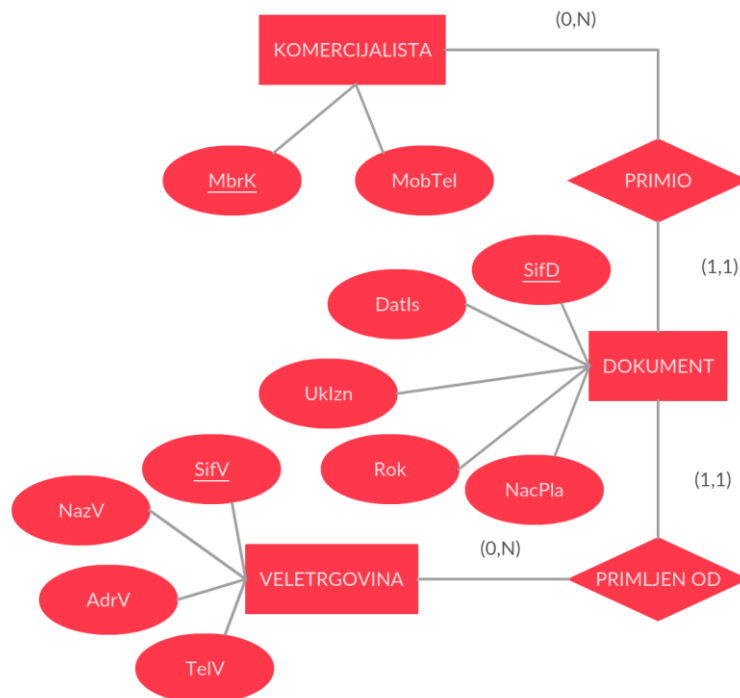 (0,N)
KOMERCIJALISTA
MbrK
MobTel
PRIMIO
(1,1)
SifD
DatIs
DOKUMENT
UkIzn
SifV
Rok
NacPla
(1,1)
NazV
(0,N)
VELETRGOVINA
PRIMLJEN OD
AdrV
TelV